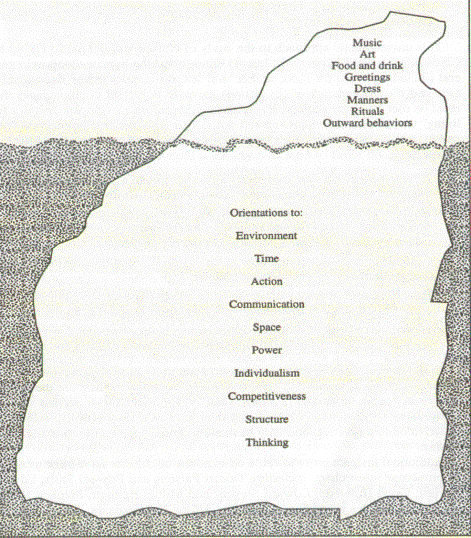 Music
Art
Food and drink
Greetings
Dress
Manners
Rituals
Outward behaviors
Orientations to:
Environment
Time
Action
Communication
Space
Power
Individualism
Competitiveness
Structure
Thinking